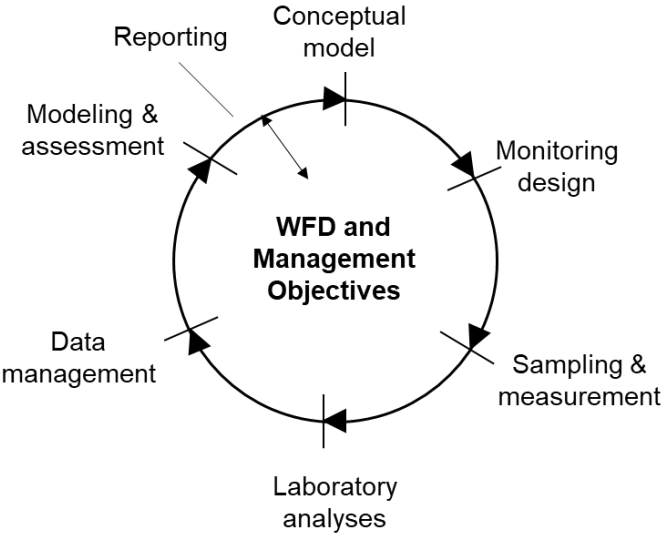 Conceptual
model
Reporting
Modeling &
assessment
Monitoring
design
WFD and
Management
Objectives
Data
management
Sampling &
measurement
Laboratory
analyses